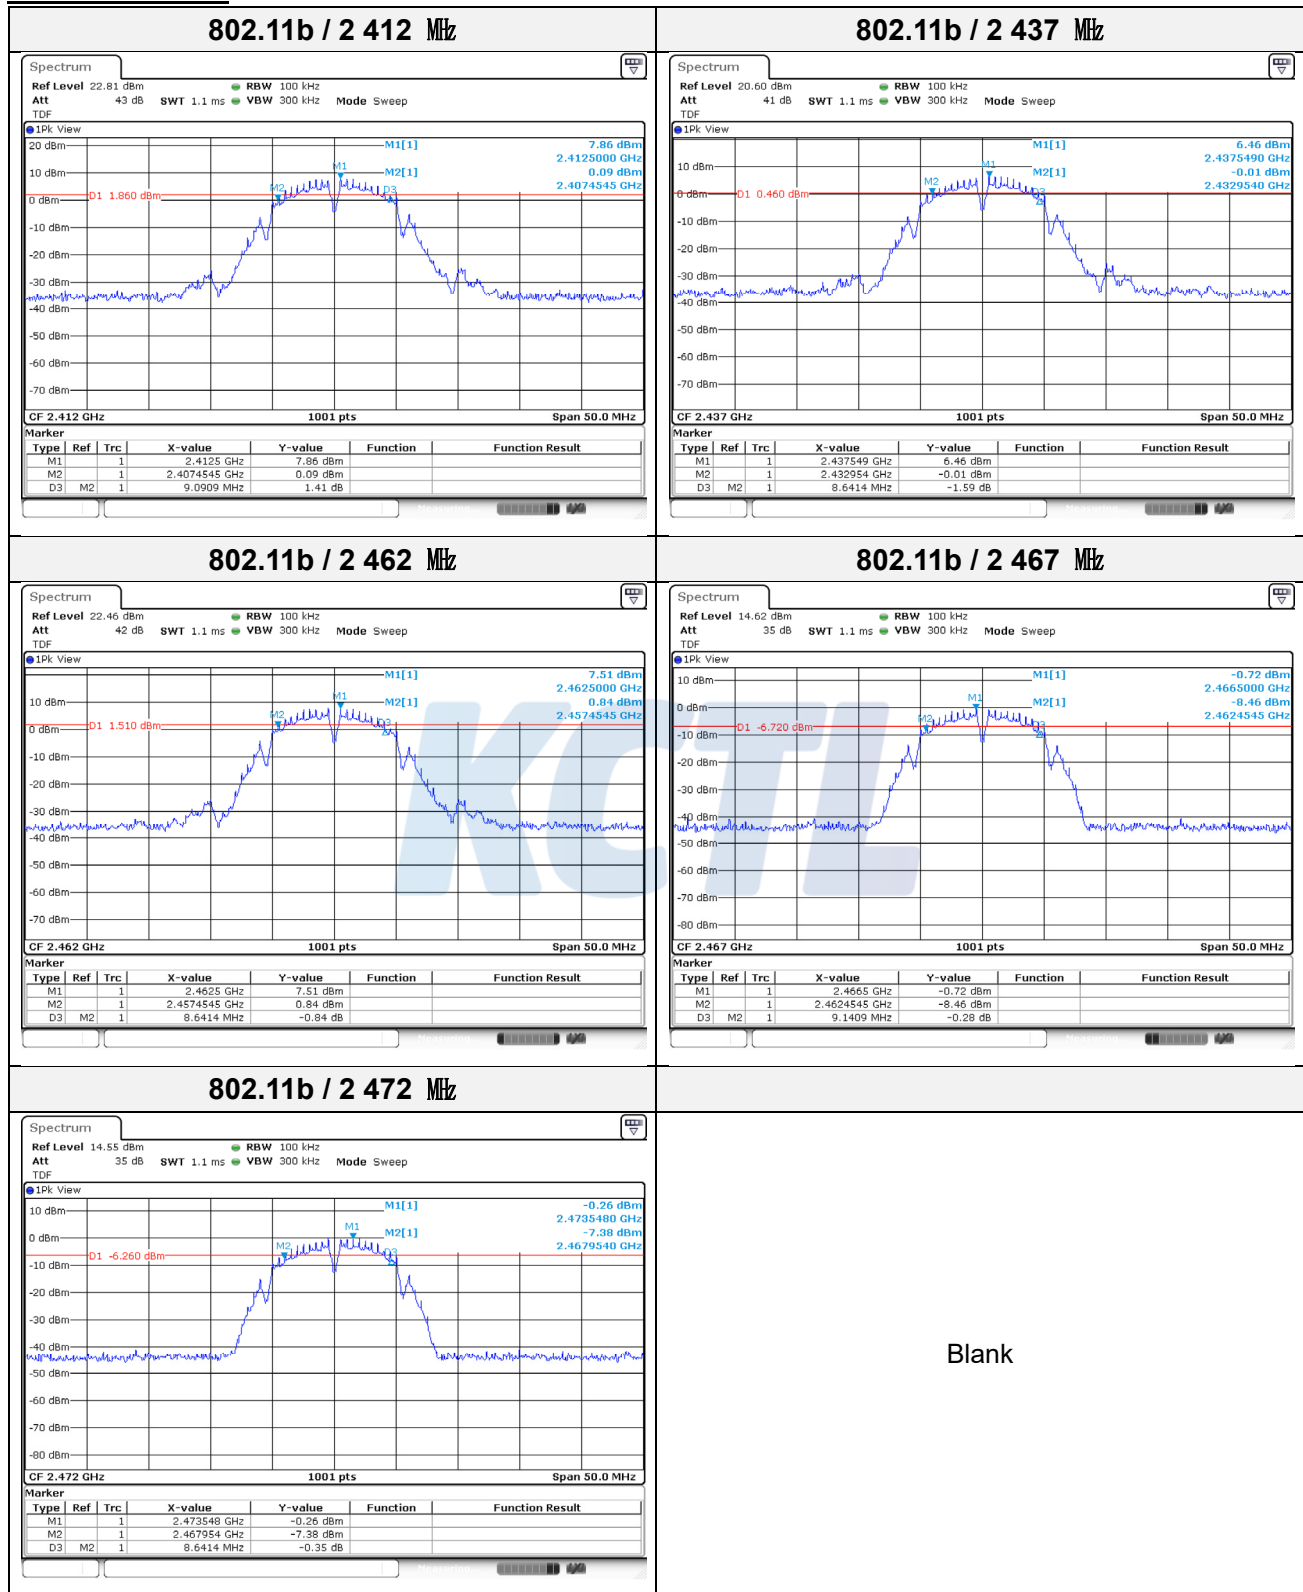 802.11b / 2 412 ㎒
802.11b / 2 437 ㎒
Spectrum
Ref Level 22.81 dBm RBW 100 kHz
Att 43 dB SWT 1.1 ms VBW 300 kHz Mode Sweep
TDF
1Pk View
M1[1] 7.86 dBm
2.4125000 GHz
M2[1] 0.09 dBm
2.4074545 GHz
20 dBm
10 dBm
D1 1.860 dBm
0 dBm
-10 dBm
-20 dBm
-30 dBm
-40 dBm
-50 dBm
-60 dBm
-70 dBm
M1
M2
D3
CF 2.412 GHz 1001 pts Span 50.0 MHz
Marker
Type Ref Trc X-value Y-value Function Function Result
M1 1 2.4125 GHz 7.86 dBm
M2 1 2.4074545 GHz 0.09 dBm
D3 M2 1 9.0909 MHz 1.41 dB
Spectrum
Ref Level 20.60 dBm RBW 100 kHz
Att 41 dB SWT 1.1 ms VBW 300 kHz Mode Sweep
TDF
1Pk View
M1[1] 6.46 dBm
2.4375490 GHz
M2[1] -0.01 dBm
2.4329540 GHz
10 dBm
0 dBm
D1 0.460 dBm
-10 dBm
-20 dBm
-30 dBm
-40 dBm
-50 dBm
-60 dBm
-70 dBm
M1
M2
D3
CF 2.437 GHz 1001 pts Span 50.0 MHz
Marker
Type Ref Trc X-value Y-value Function Function Result
M1 1 2.437549 GHz 6.46 dBm
M2 1 2.432954 GHz -0.01 dBm
D3 M2 1 8.6414 MHz -1.59 dB
802.11b / 2 462 ㎒
802.11b / 2 467 ㎒
Spectrum
Ref Level 22.46 dBm RBW 100 kHz
Att 42 dB SWT 1.1 ms VBW 300 kHz Mode Sweep
TDF
1Pk View
M1[1] 7.51 dBm
2.4625000 GHz
M2[1] 0.84 dBm
2.4574545 GHz
10 dBm
D1 1.510 dBm
0 dBm
-10 dBm
-20 dBm
-30 dBm
-40 dBm
-50 dBm
-60 dBm
-70 dBm
M1
M2
D3
CF 2.462 GHz 1001 pts Span 50.0 MHz
Marker
Type Ref Trc X-value Y-value Function Function Result
M1 1 2.4625 GHz 7.51 dBm
M2 1 2.4574545 GHz 0.84 dBm
D3 M2 1 8.6414 MHz -0.84 dB
Spectrum
Ref Level 14.62 dBm RBW 100 kHz
Att 35 dB SWT 1.1 ms VBW 300 kHz Mode Sweep
TDF
1Pk View
M1[1] -0.72 dBm
2.4665000 GHz
M2[1] -8.46 dBm
2.4624545 GHz
10 dBm
0 dBm
D1 -6.720 dBm
-10 dBm
-20 dBm
-30 dBm
-40 dBm
-50 dBm
-60 dBm
-70 dBm
-80 dBm
M1
M2
D3
CF 2.467 GHz 1001 pts Span 50.0 MHz
Marker
Type Ref Trc X-value Y-value Function Function Result
M1 1 2.4665 GHz -0.72 dBm
M2 1 2.4624545 GHz -8.46 dBm
D3 M2 1 9.1409 MHz -0.28 dB
KCTL
802.11b / 2 472 ㎒
Spectrum
Ref Level 14.55 dBm RBW 100 kHz
Att 35 dB SWT 1.1 ms VBW 300 kHz Mode Sweep
TDF
1Pk View
M1[1] -0.26 dBm
2.4735480 GHz
M2[1] -7.38 dBm
2.4679540 GHz
10 dBm
0 dBm
D1 -6.260 dBm
-10 dBm
-20 dBm
-30 dBm
-40 dBm
-50 dBm
-60 dBm
-70 dBm
-80 dBm
M1
M2
D3
CF 2.472 GHz 1001 pts Span 50.0 MHz
Marker
Type Ref Trc X-value Y-value Function Function Result
M1 1 2.473548 GHz -0.26 dBm
M2 1 2.467954 GHz -7.38 dBm
D3 M2 1 8.6414 MHz -0.35 dB
Blank